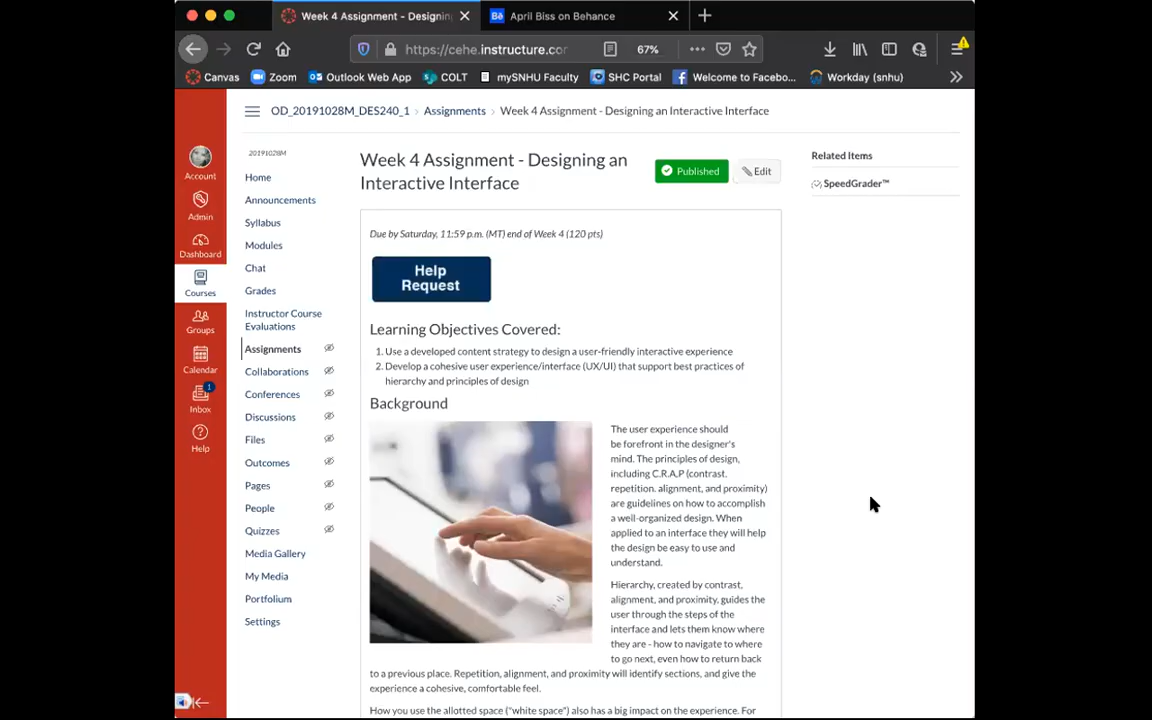 Week 4 Assignment - Designing
Bē April Biss on Behance
https://cehe.instructure.cor
67%
Canvas Zoom Outlook Web App COLT mySNHU Faculty SHC Portal Welcome to Facebo... Workday (snhu)
OD_20191028M_DES240_1 > Assignments > Week 4 Assignment - Designing an Interactive Interface
Account
Admin
Dashboard
Courses
Groups
Calendar
1
Inbox
Help
20191028M
Home
Announcements
Syllabus
Modules
Chat
Grades
Instructor Course
Evaluations
Assignments
Collaborations
Conferences
Discussions
Files
Outcomes
Pages
People
Quizzes
Media Gallery
My Media
Portfolium
Settings
Week 4 Assignment - Designing an
Interactive Interface
Published
Edit
Due by Saturday, 11:59 p.m. (MT) end of Week 4 (120 pts)
Help
Request
Learning Objectives Covered:
1. Use a developed content strategy to design a user-friendly interactive experience
2. Develop a cohesive user experience/interface (UX/UI) that support best practices of
hierarchy and principles of design
Background
The user experience should
be forefront in the designer's
mind. The principles of design,
including C.R.A.P (contrast.
repetition. alignment, and proximity)
are guidelines on how to accomplish
a well-organized design. When
applied to an interface they will help
the design be easy to use and
understand.
Hierarchy, created by contrast,
alignment, and proximity, guides the
user through the steps of the
interface and lets them know where
they are - how to navigate to where
to go next, even how to return back
to a previous place. Repetition, alignment, and proximity will identify sections, and give the
experience a cohesive, comfortable feel.
How you use the allotted space ("white space") also has a big impact on the experience. For
Related Items
SpeedGrader™